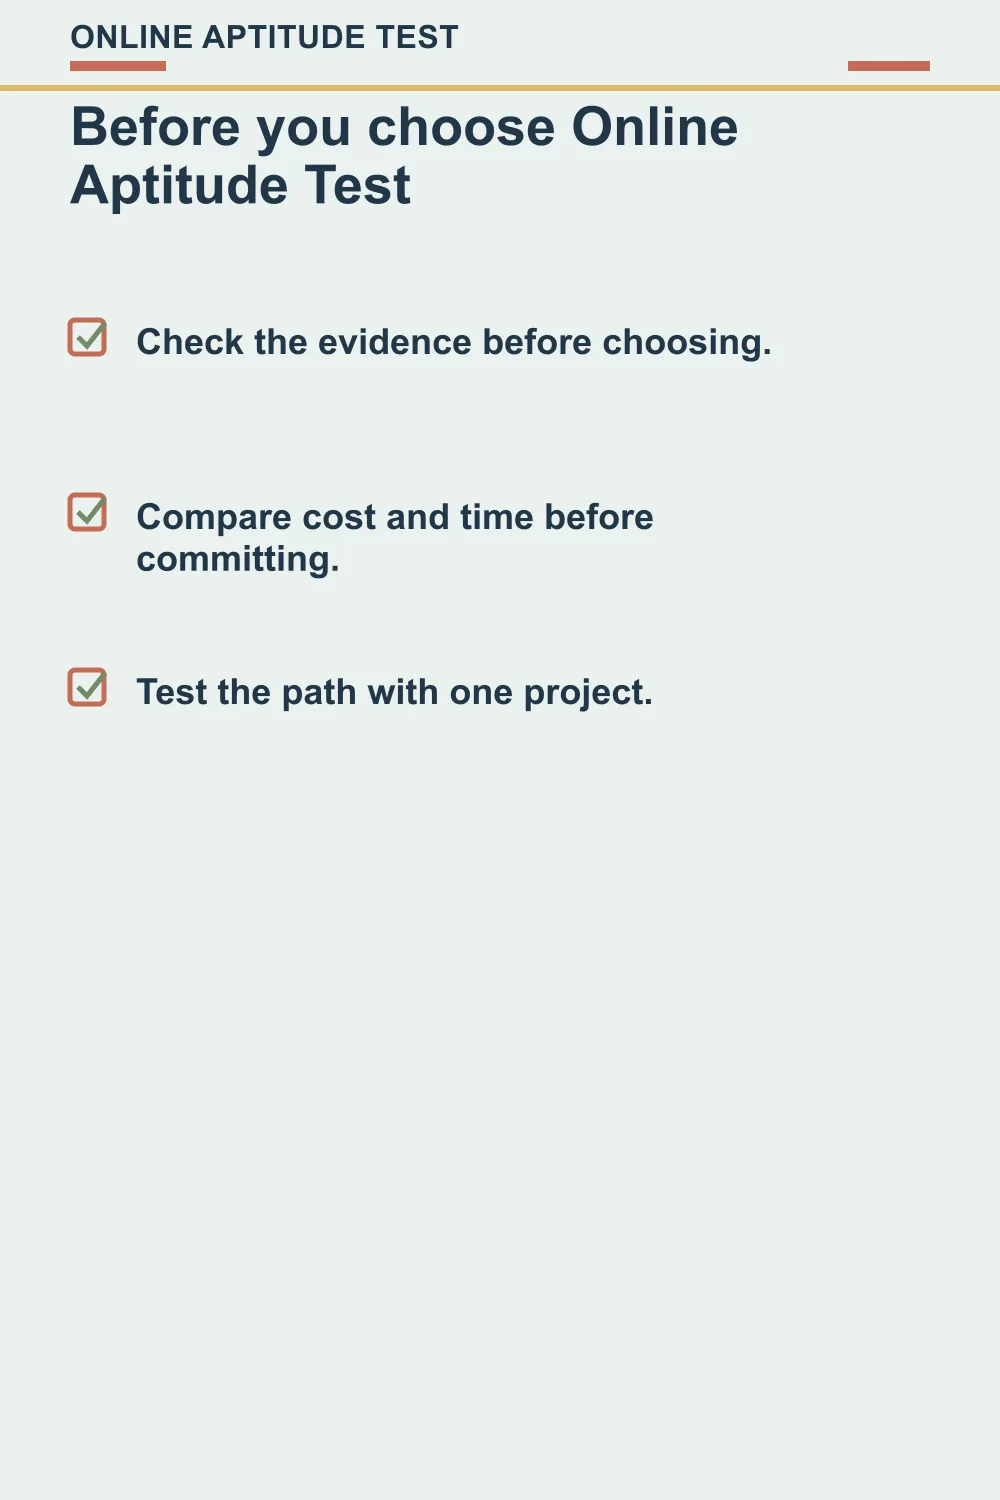 ONLINE APTITUDE TEST
Before you choose Online
Aptitude Test
Check the evidence before choosing.
Compare cost and time before
committing.
Test the path with one project.